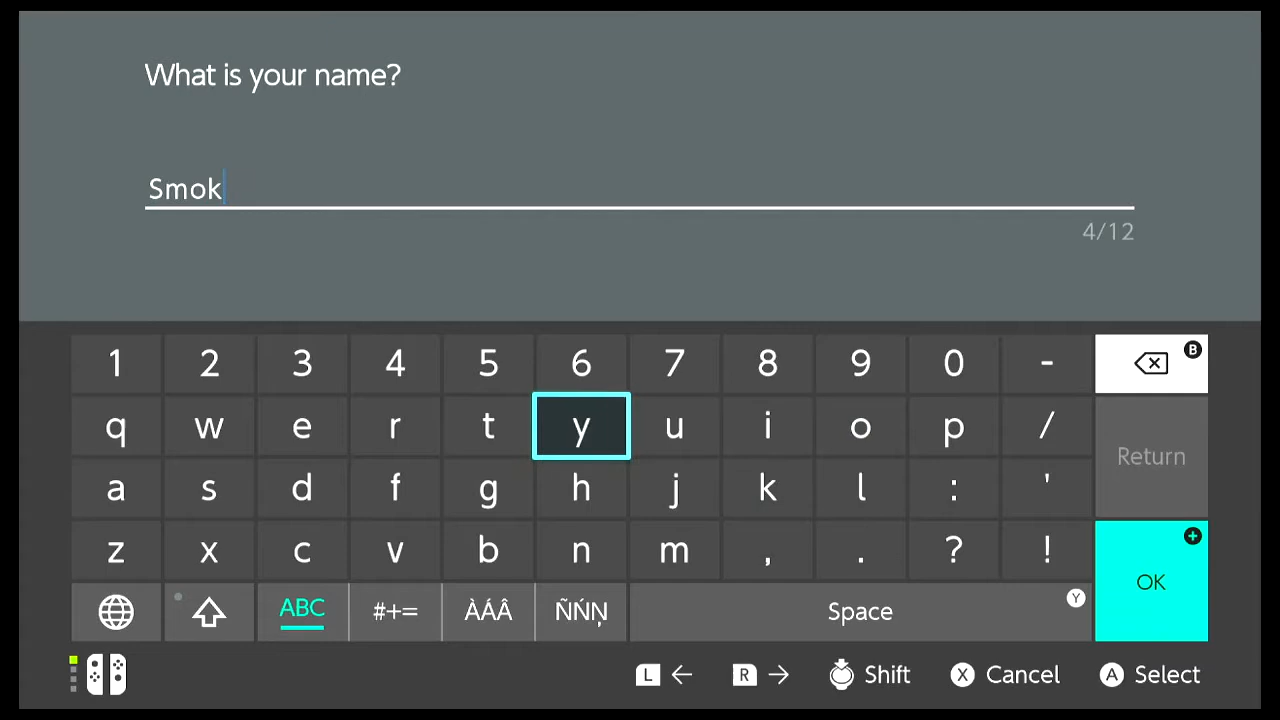 What is your name?
Smok
4/12
1 2 3 4 5 6 7 8 9 0 - B
q w e r t y u i o p /
a s d f g h j k l : ' Return
z x c v b n m , . ? ! +
ABC #+= ÀÁÂ ÑŃŅ Space Y OK
L ← R → Shift X Cancel A Select